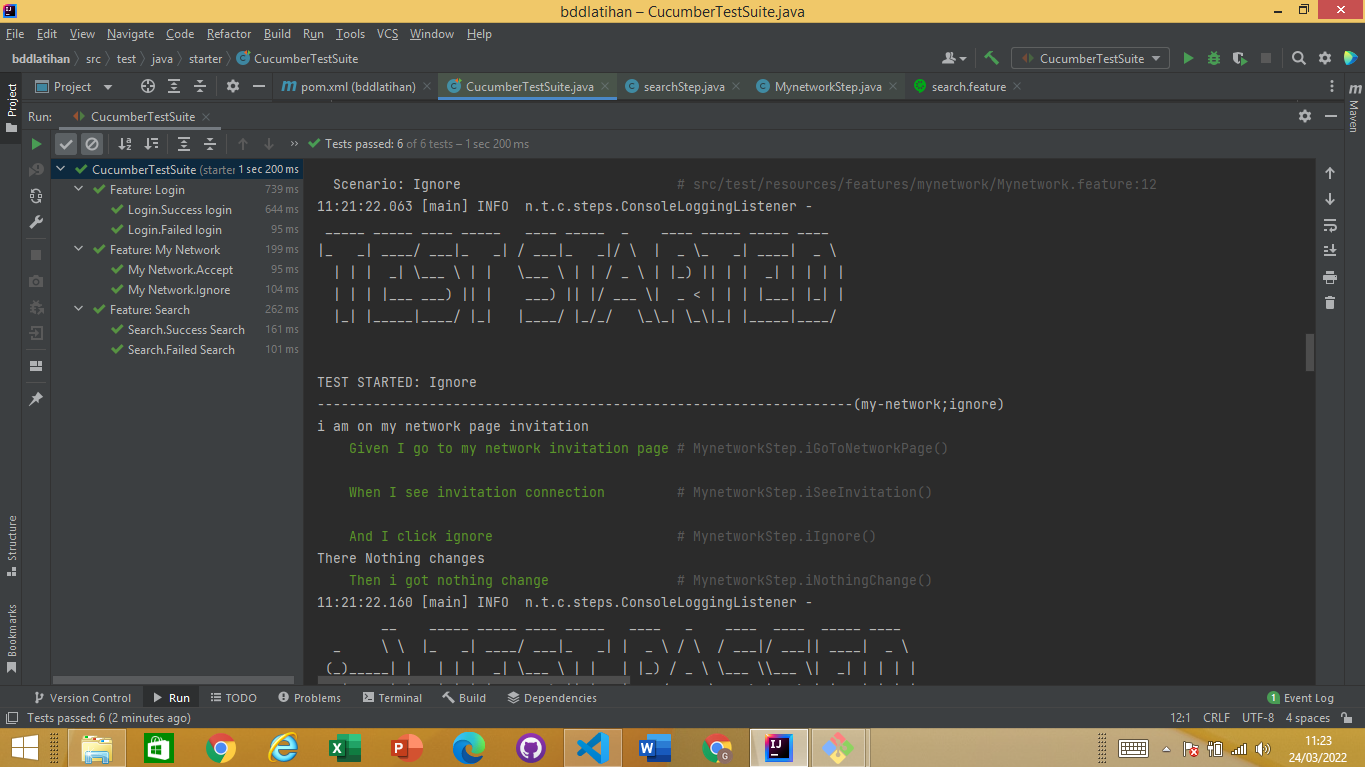 bddlatihan – CucumberTestSuite.java
File Edit View Navigate Code Refactor Build Run Tools VCS Window Help
bddlatihan src test java starter CucumberTestSuite
CucumberTestSuite
Project
pom.xml (bddlatihan) CucumberTestSuite.java searchStep.java MynetworkStep.java search.feature
Project
Maven
Run: CucumberTestSuite
Tests passed: 6 of 6 tests – 1 sec 200 ms
CucumberTestSuite (starter 1 sec 200 ms
Feature: Login 739 ms
Login.Success login 644 ms
Login.Failed login 95 ms
Feature: My Network 199 ms
My Network.Accept 95 ms
My Network.Ignore 104 ms
Feature: Search 262 ms
Search.Success Search 161 ms
Search.Failed Search 101 ms
Scenario: Ignore # src/test/resources/features/mynetwork/Mynetwork.feature:12
11:21:22.063 [main] INFO n.t.c.steps.ConsoleLoggingListener -
TEST STARTED
TEST STARTED: Ignore
-------------------------------------------------------------------(my-network;ignore)
i am on my network page invitation
Given I go to my network invitation page # MynetworkStep.iGoToNetworkPage()
When I see invitation connection # MynetworkStep.iSeeInvitation()
And I click ignore # MynetworkStep.iIgnore()
There Nothing changes
Then i got nothing change # MynetworkStep.iNothingChange()
11:21:22.160 [main] INFO n.t.c.steps.ConsoleLoggingListener -
Structure
Bookmarks
Version Control Run TODO Problems Terminal Build Dependencies
1 Event Log
Tests passed: 6 (2 minutes ago)
12:1 CRLF UTF-8 4 spaces
11:23
24/03/2022